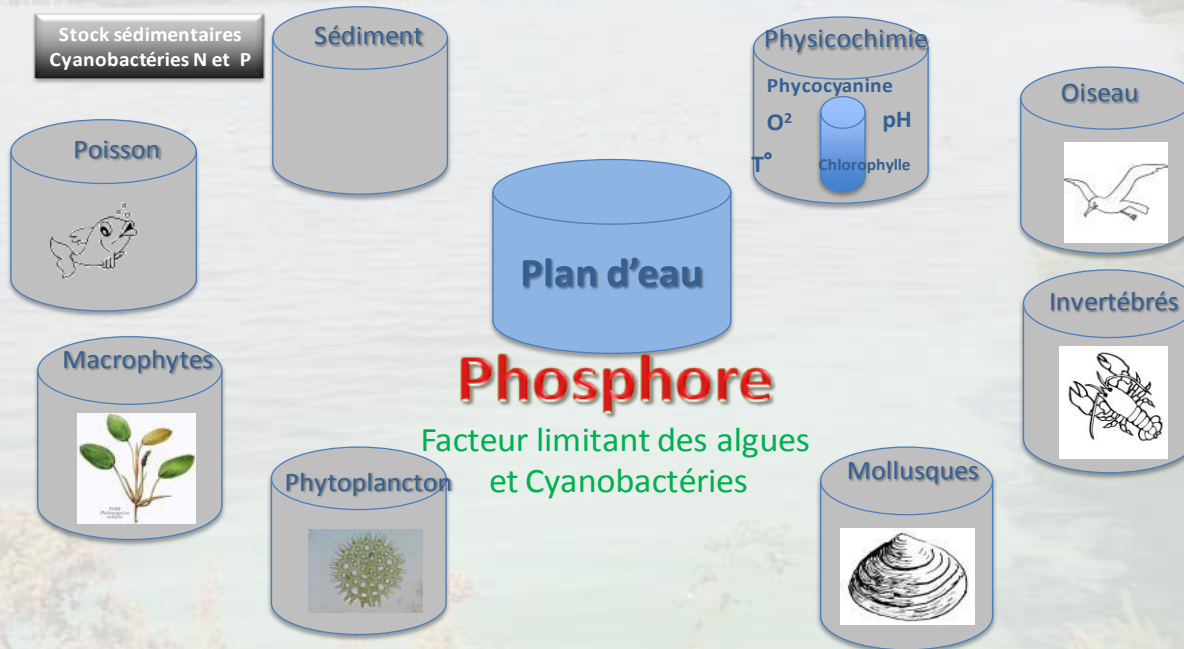 Stock sédimentaires
Cyanobactéries N et P
Sédiment
Physicochimie
Phycocyanine
O²
pH
T°
Chlorophylle
Oiseau
Poisson
Plan d'eau
Invertébrés
Macrophytes
Phosphore
Facteur limitant des algues
et Cyanobactéries
Phytoplancton
Mollusques